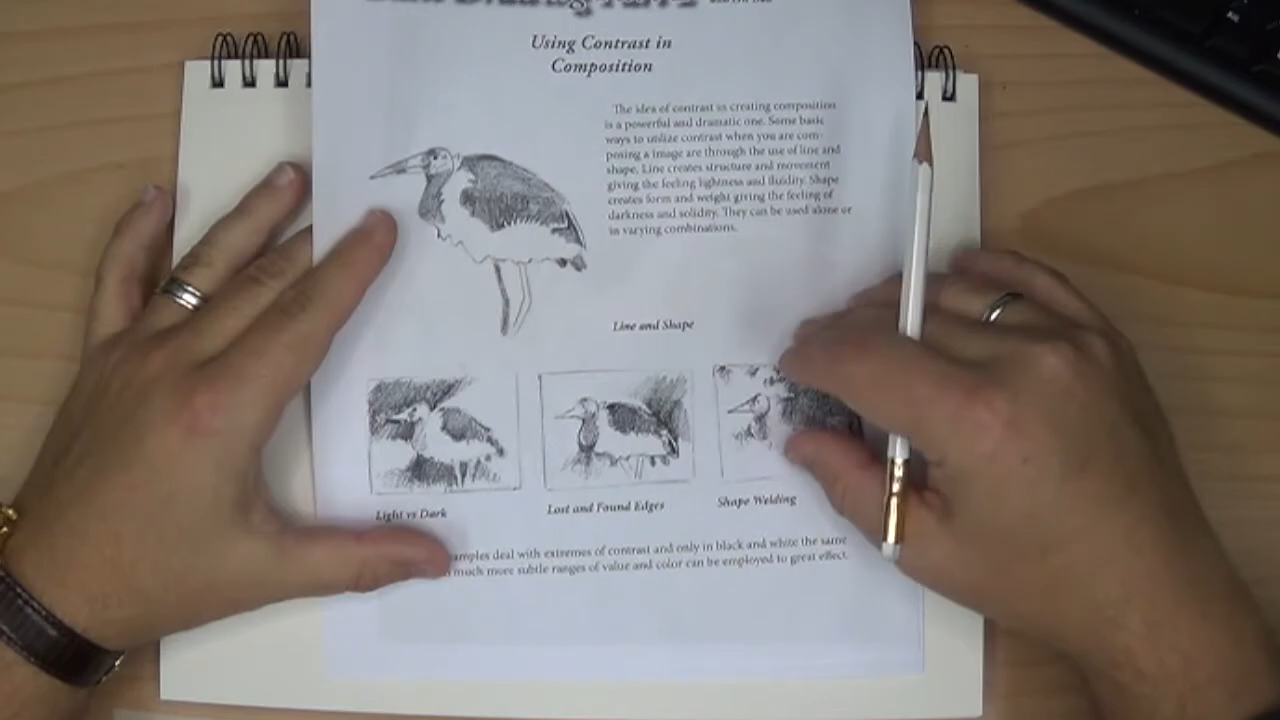 Using Contrast in
Composition
The idea of contrast in creating composition
is a powerful and dramatic one. Some basic
ways to utilize contrast when you are com-
posing a image are through the use of line and
shape. Line creates structure and movement
giving the feeling lightness and fluidity. Shape
creates form and weight giving the feeling of
darkness and solidity. They can be used alone or
in varying combinations.
Line and Shape
Light vs Dark
Lost and Found Edges
Shape Welding
amples deal with extremes of contrast and only in black and white the same
much more subtle ranges of value and color can be employed to great effect.